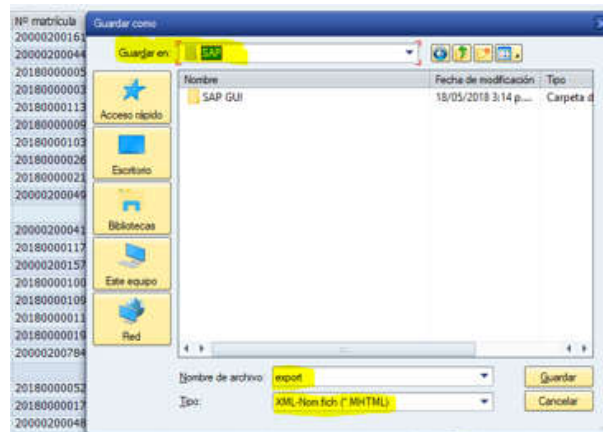 Nº matrícula
20000200161
20000200044
20180000005
20180000003
20180000113
20180000009
20180000103
20180000026
20180000021
20000200049
20000200041
20180000117
20000200157
20180000100
20180000109
20180000011
20180000019
20000200784
20180000052
20180000017
20000200048
Guardar como
Guardar en: SAP
Nombre Fecha de modificación Tipo
SAP GUI 18/05/2018 3:14 p.... Carpeta d
Acceso rápido
Escritorio
Bibliotecas
Este equipo
Red
Nombre de archivo: export Guardar
Tipo: XML-Nom.fich (*.MHTML) Cancelar